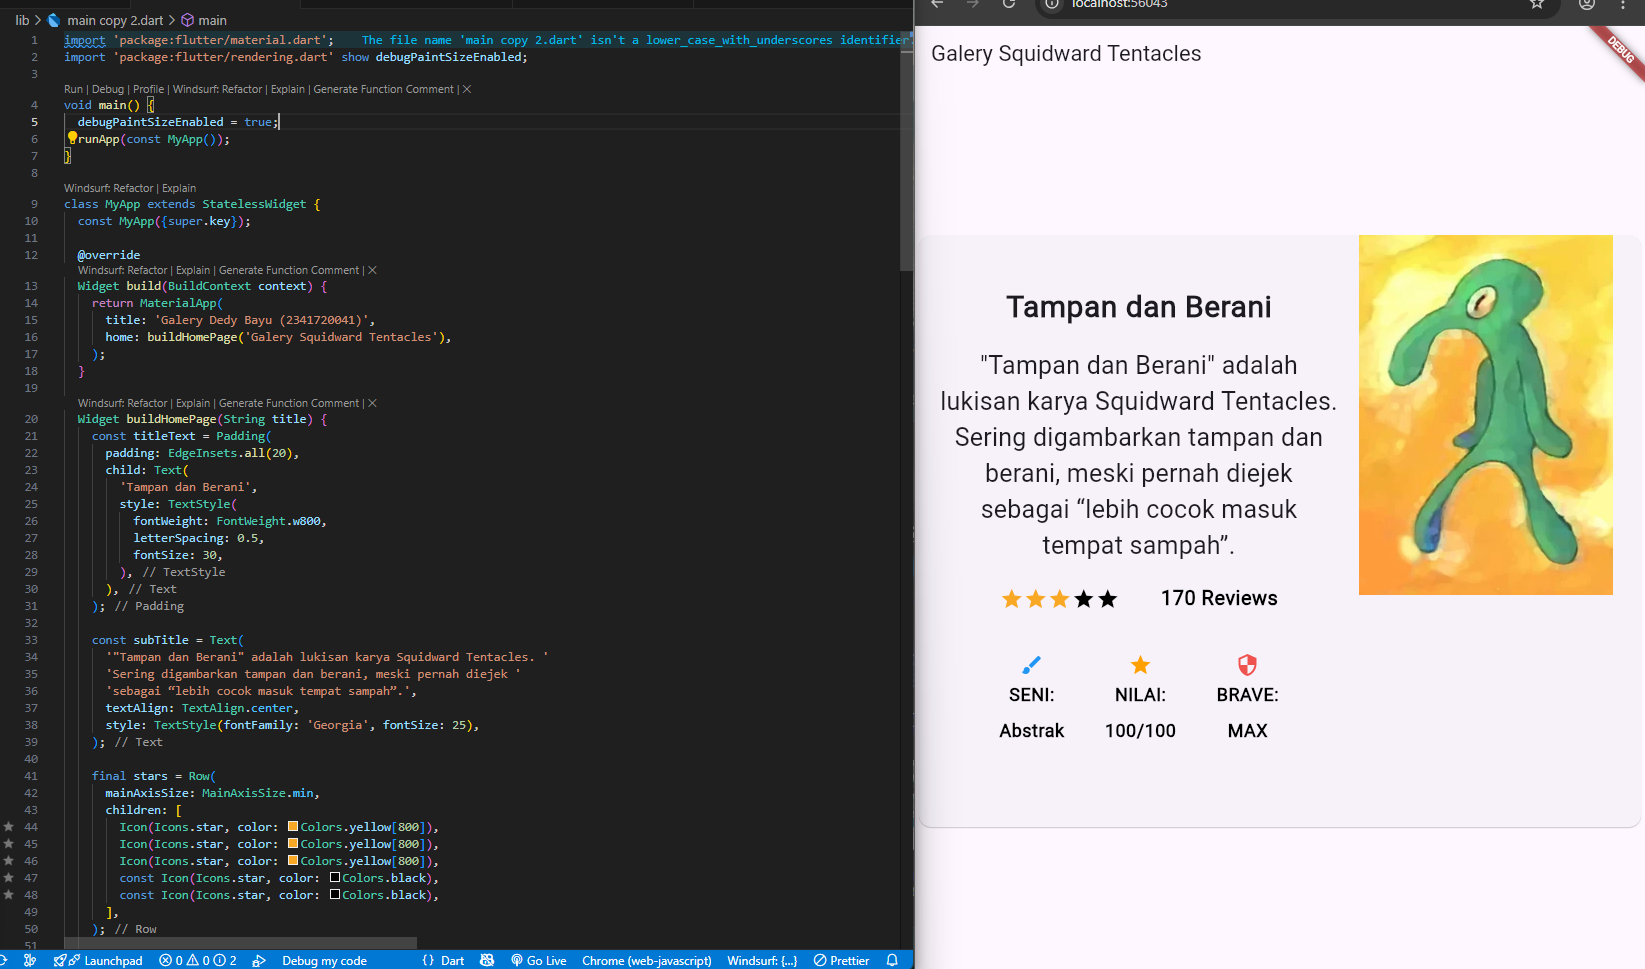 lib > main copy 2.dart > main
1 import 'package:flutter/material.dart'; The file name 'main copy 2.dart' isn't a lower_case_with_underscores identifier.
2 import 'package:flutter/rendering.dart' show debugPaintSizeEnabled;
3
Run | Debug | Profile | Windsurf: Refactor | Explain | Generate Function Comment | ×
4 void main() {
5 debugPaintSizeEnabled = true;
6 runApp(const MyApp());
7 }
8
Windsurf: Refactor | Explain
9 class MyApp extends StatelessWidget {
10 const MyApp({super.key});
11
12 @override
Windsurf: Refactor | Explain | Generate Function Comment | ×
13 Widget build(BuildContext context) {
14 return MaterialApp(
15 title: 'Galery Dedy Bayu (2341720041)',
16 home: buildHomePage('Galery Squidward Tentacles'),
17 );
18 }
19
Windsurf: Refactor | Explain | Generate Function Comment | ×
20 Widget buildHomePage(String title) {
21 const titleText = Padding(
22 padding: EdgeInsets.all(20),
23 child: Text(
24 'Tampan dan Berani',
25 style: TextStyle(
26 fontWeight: FontWeight.w800,
27 letterSpacing: 0.5,
28 fontSize: 30,
29 ), // TextStyle
30 ), // Text
31 ); // Padding
32
33 const subTitle = Text(
34 '"Tampan dan Berani" adalah lukisan karya Squidward Tentacles. '
35 'Sering digambarkan tampan dan berani, meski pernah diejek '
36 'sebagai “lebih cocok masuk tempat sampah”.',
37 textAlign: TextAlign.center,
38 style: TextStyle(fontFamily: 'Georgia', fontSize: 25),
39 ); // Text
40
41 final stars = Row(
42 mainAxisSize: MainAxisSize.min,
43 children: [
44 Icon(Icons.star, color: Colors.yellow[800]),
45 Icon(Icons.star, color: Colors.yellow[800]),
46 Icon(Icons.star, color: Colors.yellow[800]),
47 const Icon(Icons.star, color: Colors.black),
48 const Icon(Icons.star, color: Colors.black),
49 ],
50 ); // Row
51
Launchpad 0 0 2 Debug my code {} Dart Go Live Chrome (web-javascript) Windsurf: {...} Prettier
localhost:56043
DEBUG
Galery Squidward Tentacles
Tampan dan Berani
"Tampan dan Berani" adalah
lukisan karya Squidward Tentacles.
Sering digambarkan tampan dan
berani, meski pernah diejek
sebagai “lebih cocok masuk
tempat sampah”.
170 Reviews
SENI: NILAI: BRAVE:
Abstrak 100/100 MAX